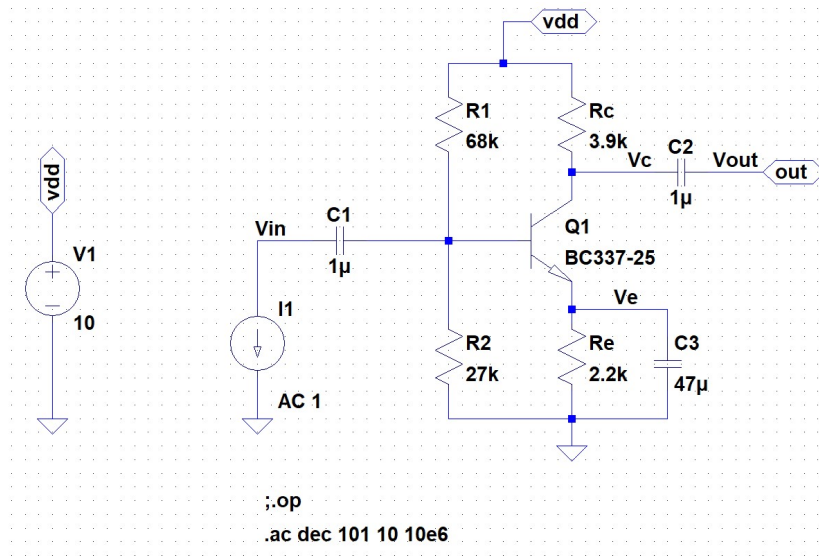 vdd
R1
68k
Rc
3.9k
Vc
C2
1µ
Vout
out
vdd
V1
10
Vin
C1
1µ
I1
AC 1
Q1
BC337-25
Ve
R2
27k
Re
2.2k
C3
47µ
;.op
.ac dec 101 10 10e6